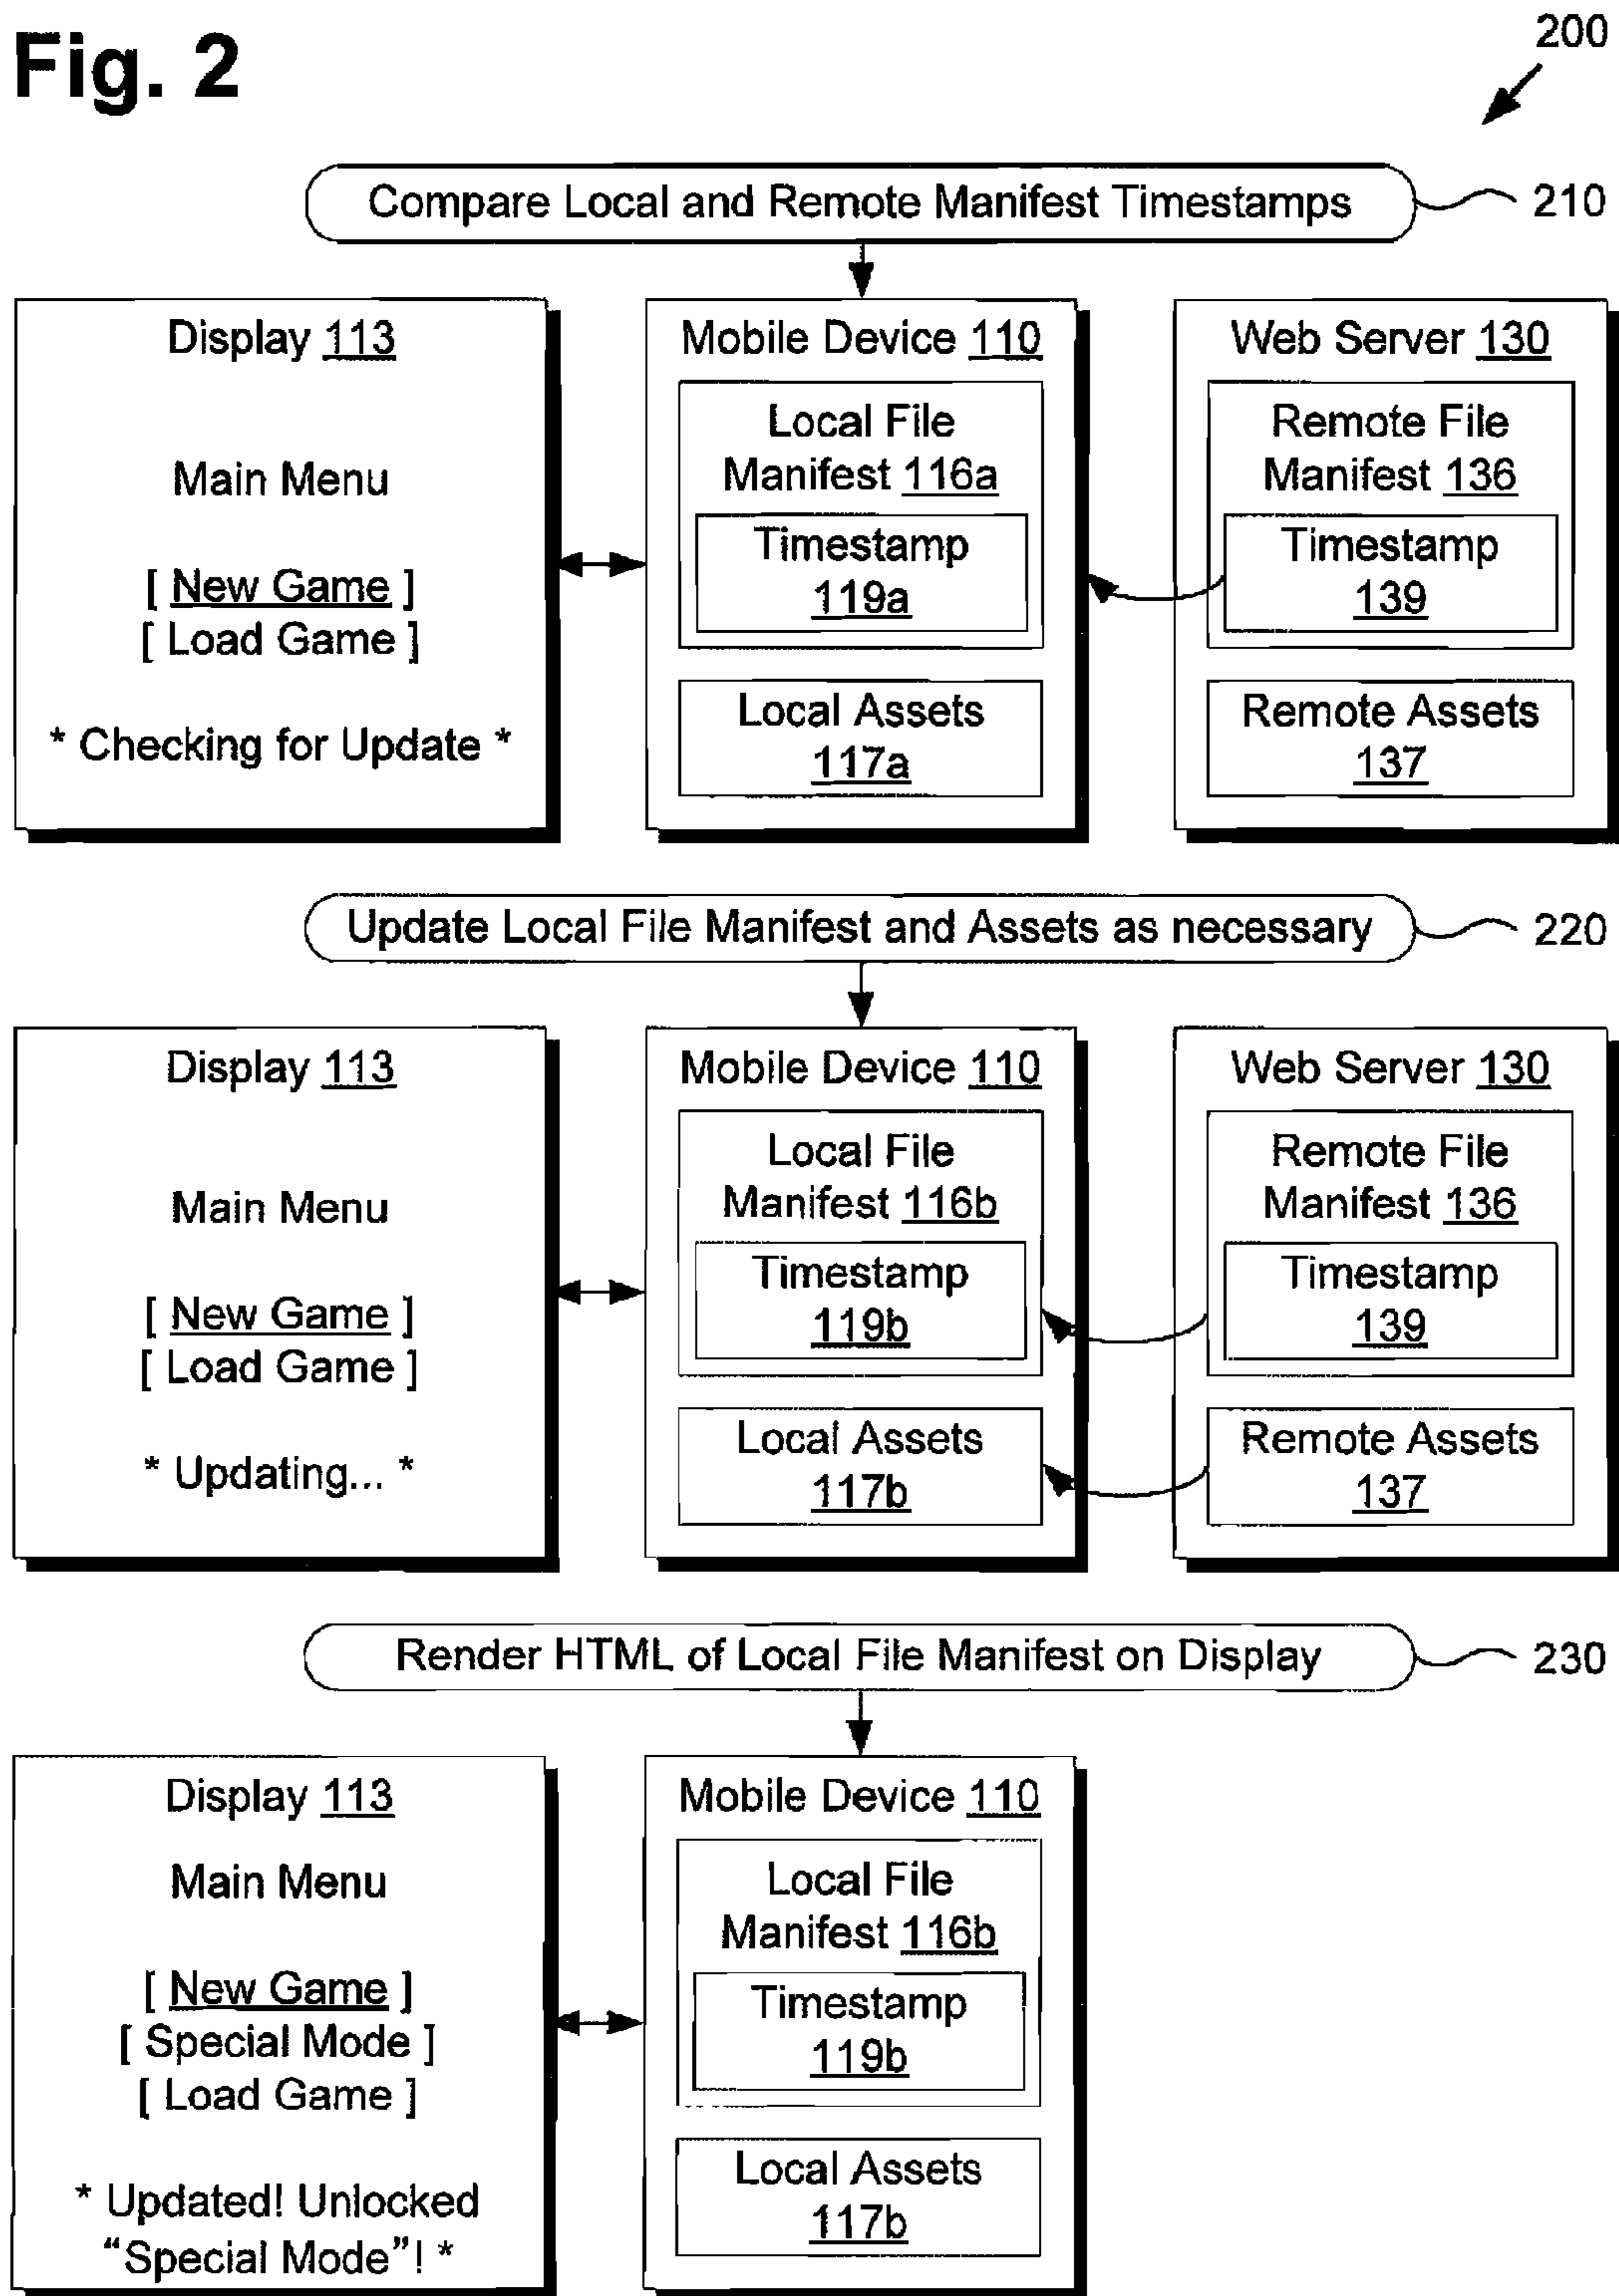 Fig. 2
200
Compare Local and Remote Manifest Timestamps
210
Display 113
Main Menu
[ New Game ]
[ Load Game ]
* Checking for Update *
Mobile Device 110
Local File
Manifest 116a
Timestamp
119a
Local Assets
117a
Web Server 130
Remote File
Manifest 136
Timestamp
139
Remote Assets
137
Update Local File Manifest and Assets as necessary
220
Display 113
Main Menu
[ New Game ]
[ Load Game ]
* Updating... *
Mobile Device 110
Local File
Manifest 116b
Timestamp
119b
Local Assets
117b
Web Server 130
Remote File
Manifest 136
Timestamp
139
Remote Assets
137
Render HTML of Local File Manifest on Display
230
Display 113
Main Menu
[ New Game ]
[ Special Mode ]
[ Load Game ]
* Updated! Unlocked
“Special Mode”! *
Mobile Device 110
Local File
Manifest 116b
Timestamp
119b
Local Assets
117b